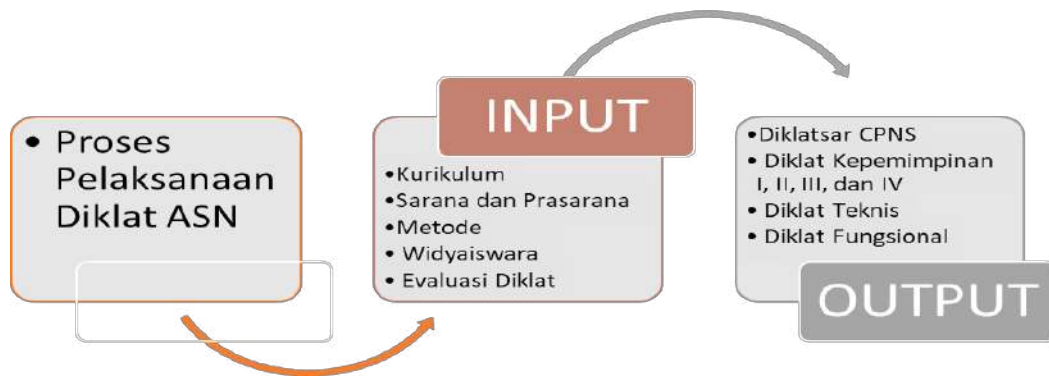 • Proses
Pelaksanaan
Diklat ASN
INPUT
•Kurikulum
•Sarana dan Prasarana
•Metode
• Widyaiswara
• Evaluasi Diklat
•Diklatsar CPNS
• Diklat Kepemimpinan
I, II, III, dan IV
• Diklat Teknis
• Diklat Fungsional
OUTPUT